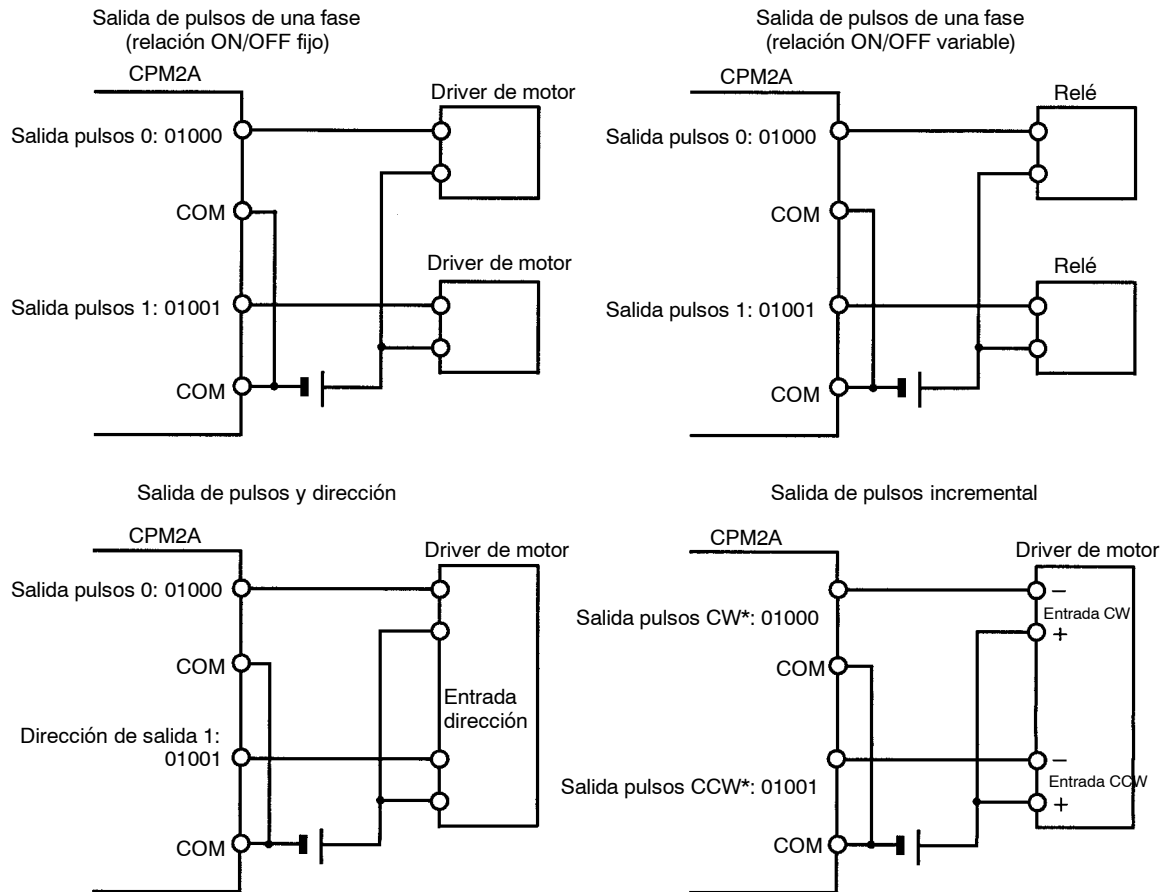 Salida de pulsos de una fase
(relación ON/OFF fijo)
CPM2A
Driver de motor
Salida pulsos 0: 01000
COM
Driver de motor
Salida pulsos 1: 01001
COM
Salida de pulsos de una fase
(relación ON/OFF variable)
CPM2A
Relé
Salida pulsos 0: 01000
COM
Relé
Salida pulsos 1: 01001
COM
Salida de pulsos y dirección
CPM2A
Driver de motor
Salida pulsos 0: 01000
COM
Entrada
dirección
Dirección de salida 1:
01001
COM
Salida de pulsos incremental
CPM2A
Driver de motor
−
Salida pulsos CW*: 01000
Entrada CW
+
COM
−
Salida pulsos CCW*: 01001
Entrada CCW
+
COM